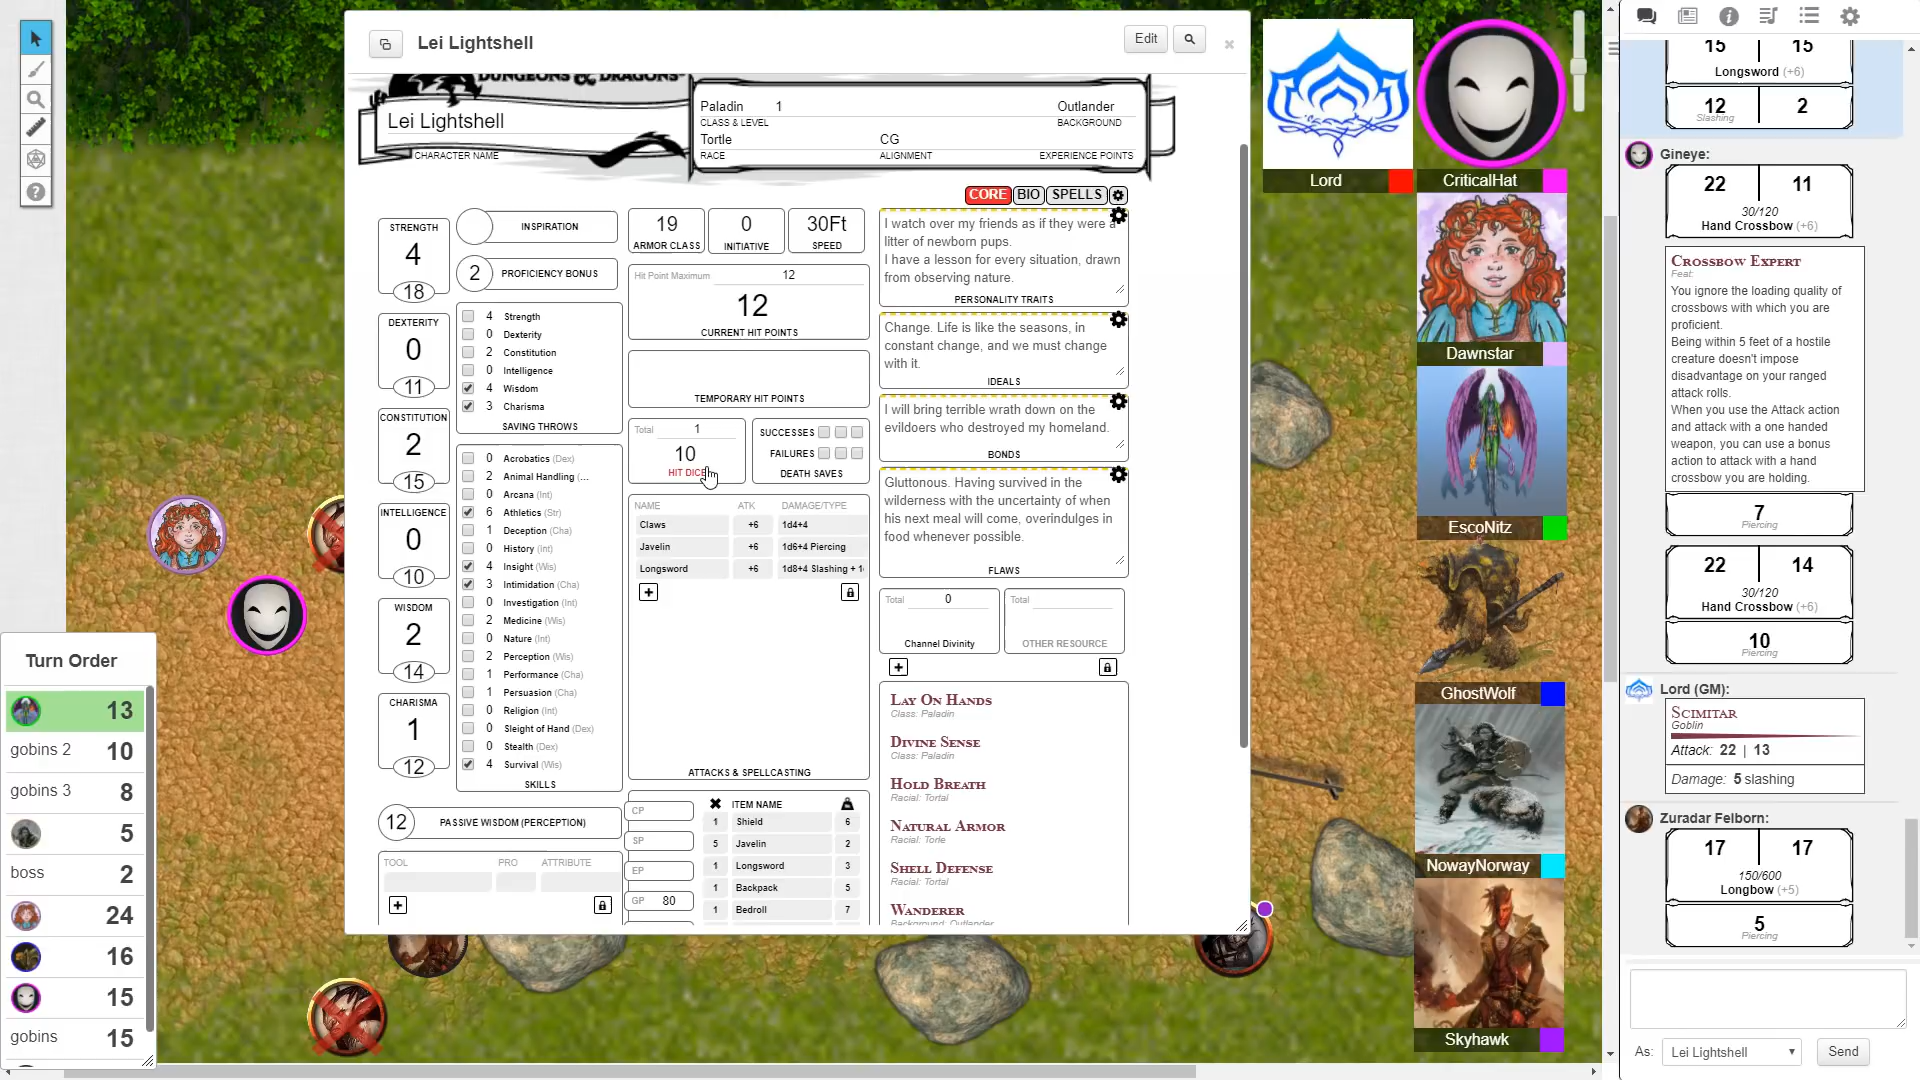 Lei Lightshell
Edit
DUNGEONS & DRAGONS
Lei Lightshell
CHARACTER NAME
Paladin 1
Outlander
CLASS & LEVEL
BACKGROUND
Tortle
CG
RACE
ALIGNMENT
EXPERIENCE POINTS
CORE
BIO
SPELLS
STRENGTH
4
18
DEXTERITY
0
11
CONSTITUTION
2
15
INTELLIGENCE
0
10
WISDOM
2
14
CHARISMA
1
12
INSPIRATION
2 PROFICIENCY BONUS
4 Strength
0 Dexterity
2 Constitution
0 Intelligence
4 Wisdom
3 Charisma
SAVING THROWS
0 Acrobatics (Dex)
2 Animal Handling (...
0 Arcana (Int)
6 Athletics (Str)
1 Deception (Cha)
0 History (Int)
4 Insight (Wis)
3 Intimidation (Cha)
0 Investigation (Int)
2 Medicine (Wis)
0 Nature (Int)
2 Perception (Wis)
1 Performance (Cha)
1 Persuasion (Cha)
0 Religion (Int)
0 Sleight of Hand (Dex)
0 Stealth (Dex)
4 Survival (Wis)
SKILLS
12 PASSIVE WISDOM (PERCEPTION)
TOOL PRO ATTRIBUTE
19
ARMOR CLASS
0
INITIATIVE
30Ft
SPEED
Hit Point Maximum 12
12
CURRENT HIT POINTS
TEMPORARY HIT POINTS
Total 1
10
HIT DICE
SUCCESSES
FAILURES
DEATH SAVES
NAME ATK DAMAGE/TYPE
Claws +6 1d4+4
Javelin +6 1d6+4 Piercing
Longsword +6 1d8+4 Slashing + 1
ATTACKS & SPELLCASTING
CP
SP
EP
GP 80
ITEM NAME
1 Shield 6
5 Javelin 2
1 Longsword 3
1 Backpack 5
1 Bedroll 7
I watch over my friends as if they were a
litter of newborn pups.
I have a lesson for every situation, drawn
from observing nature.
PERSONALITY TRAITS
Change. Life is like the seasons, in
constant change, and we must change
with it.
IDEALS
I will bring terrible wrath down on the
evildoers who destroyed my homeland.
BONDS
Gluttonous. Having survived in the
wilderness with the uncertainty of when
his next meal will come, overindulges in
food whenever possible.
FLAWS
Total 0
Channel Divinity
Total
OTHER RESOURCE
Lay On Hands
Class: Paladin
Divine Sense
Class: Paladin
Hold Breath
Racial: Tortal
Natural Armor
Racial: Torle
Shell Defense
Racial: Tortal
Wanderer
Background: Outlander
Turn Order
13
gobins 2 10
gobins 3 8
5
boss 2
24
16
15
gobins 15
Lord
CriticalHat
Dawnstar
EscoNitz
GhostWolf
NowayNorway
Skyhawk
15 | 15
Longsword (+6)
12 2
Slashing
Gineye:
22 11
30/120
Hand Crossbow (+6)
Crossbow Expert
Feat:
You ignore the loading quality of
crossbows with which you are
proficient.
Being within 5 feet of a hostile
creature doesn't impose
disadvantage on your ranged
attack rolls.
When you use the Attack action
and attack with a one handed
weapon, you can use a bonus
action to attack with a hand
crossbow you are holding.
7
Piercing
22 14
30/120
Hand Crossbow (+6)
10
Piercing
Lord (GM):
Scimitar
Goblin
Attack: 22 | 13
Damage: 5 slashing
Zuradar Felborn:
17 17
150/600
Longbow (+5)
5
Piercing
As: Lei Lightshell
Send